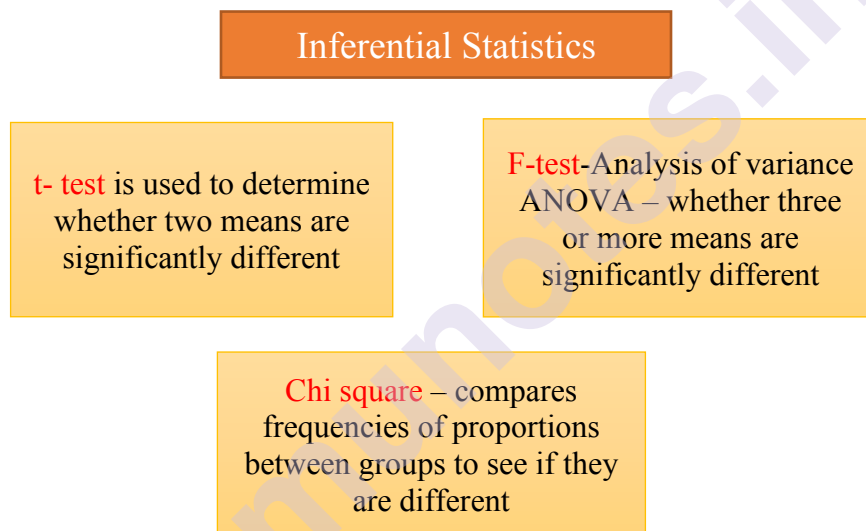 Inferential Statistics
t- test is used to determine
whether two means are
significantly different
F-test-Analysis of variance
ANOVA – whether three
or more means are
significantly different
Chi square – compares
frequencies of proportions
between groups to see if they
are different
munotes.in